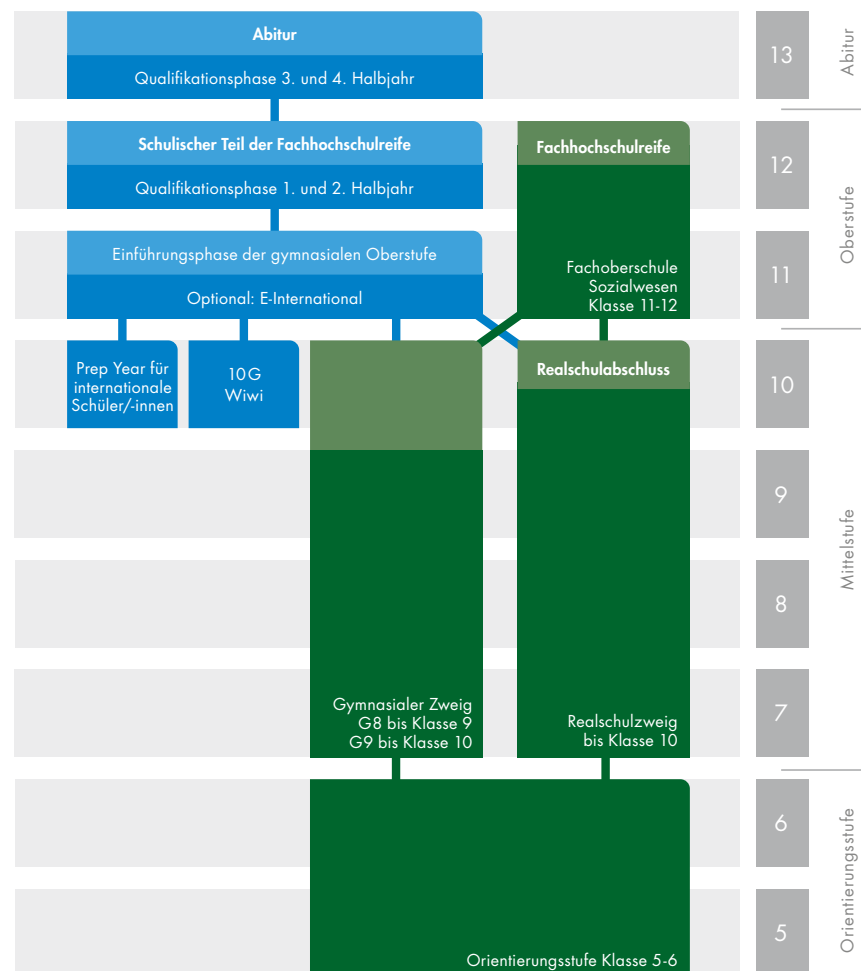 Abitur
Qualifikationsphase 3. und 4. Halbjahr
13
Abitur
Schulischer Teil der Fachhochschulreife
Qualifikationsphase 1. und 2. Halbjahr
Fachhochschulreife
12
Oberstufe
Einführungsphase der gymnasialen Oberstufe
Optional: E-International
Fachoberschule
Sozialwesen
Klasse 11-12
11
Prep Year für
internationale
Schüler/-innen
10G
Wiwi
Realschulabschluss
10
9
Mittelstufe
8
Gymnasialer Zweig
G8 bis Klasse 9
G9 bis Klasse 10
Realschulzweig
bis Klasse 10
7
6
Orientierungsstufe
Orientierungsstufe Klasse 5-6
5